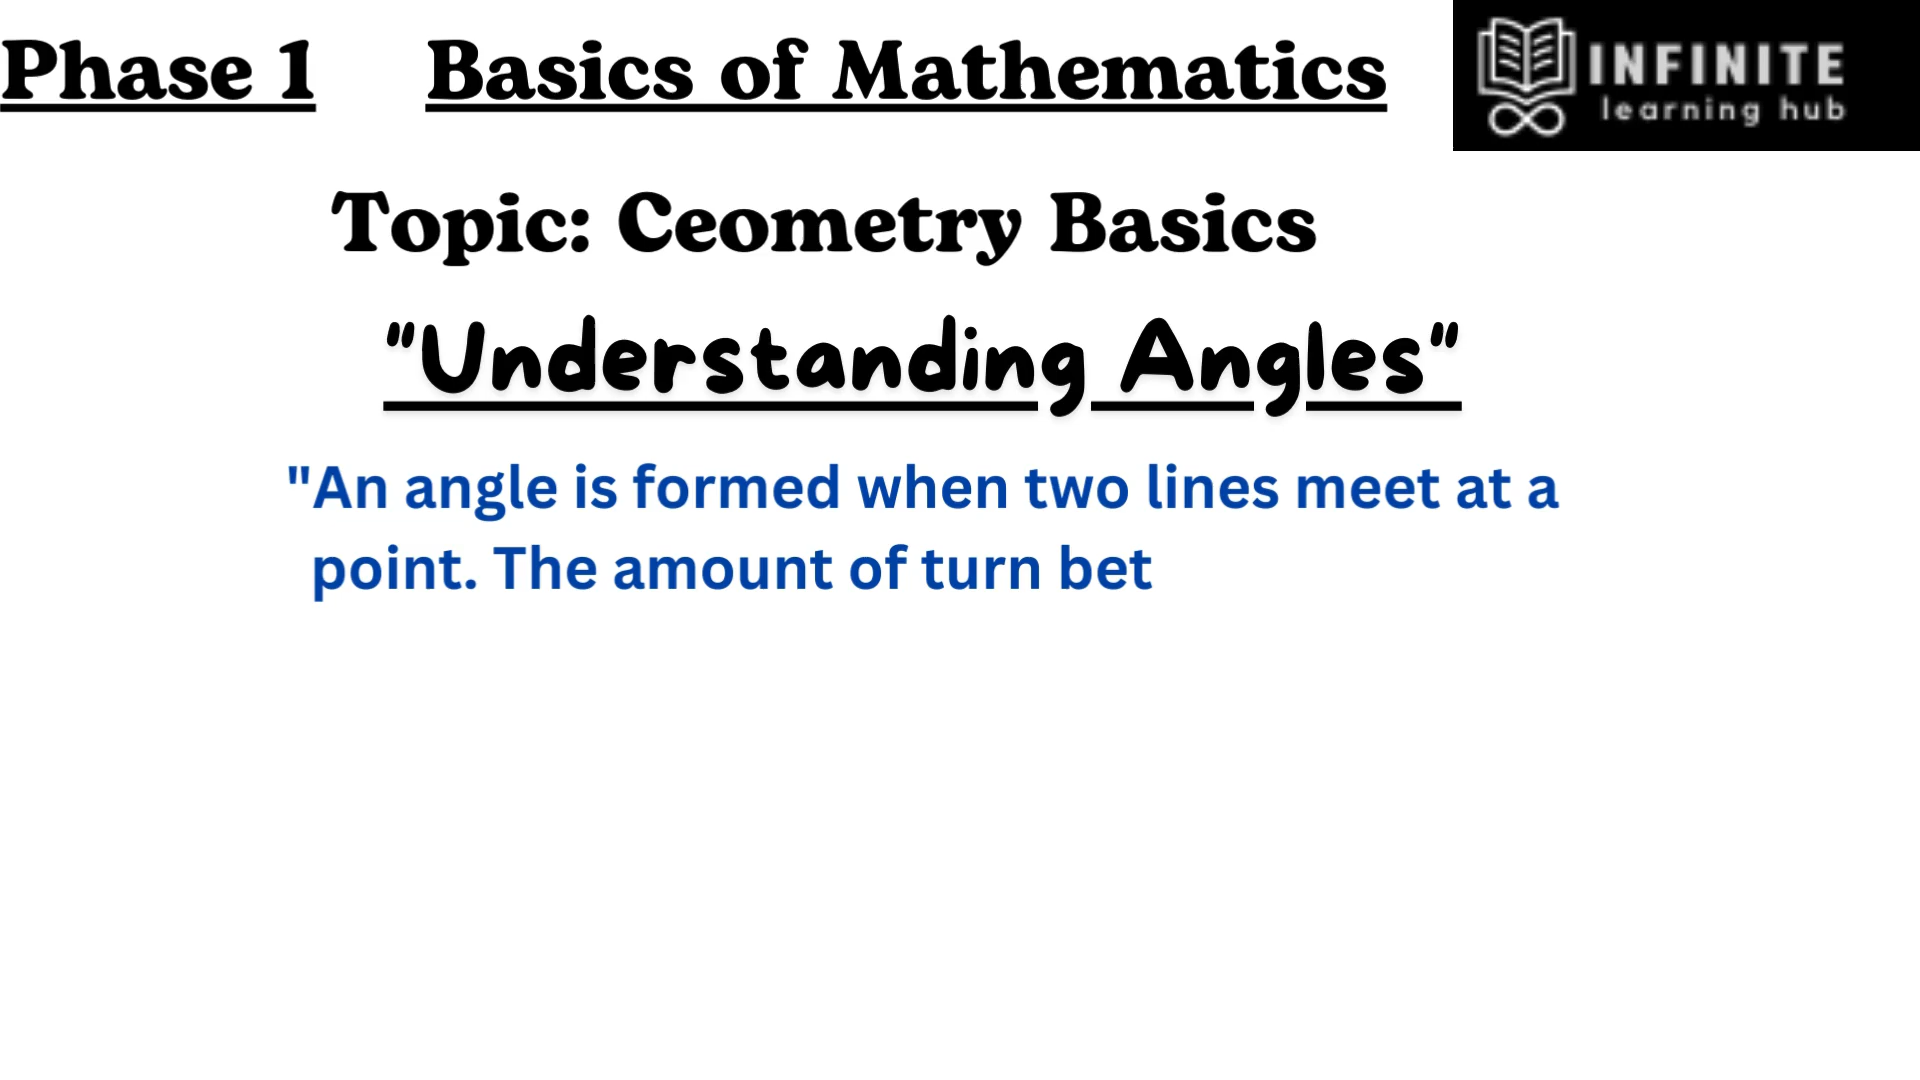 Phase 1 Basics of Mathematics
INFINITE
learning hub
Topic: Ceometry Basics
"Understanding Angles"
"An angle is formed when two lines meet at a
point. The amount of turn bet